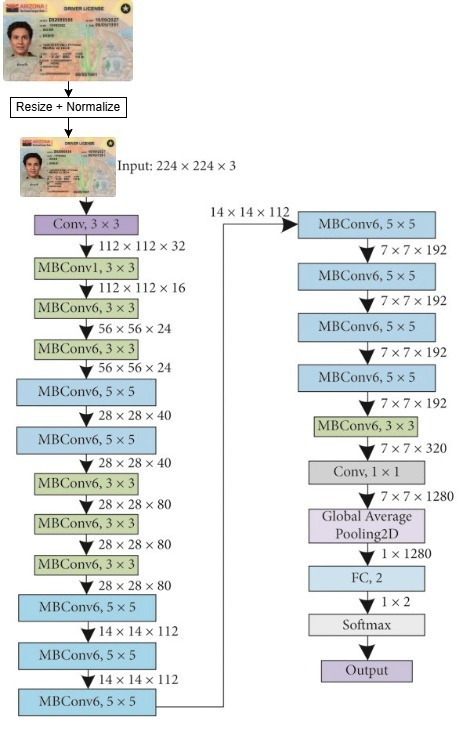 ARIZONA
DRIVER LICENSE
Resize + Normalize
ARIZONA
DRIVER LICENSE
Input: 224 × 224 × 3
Conv, 3 × 3
112 × 112 × 32
MBConv1, 3 × 3
112 × 112 × 16
MBConv6, 3 × 3
56 × 56 × 24
MBConv6, 3 × 3
56 × 56 × 24
MBConv6, 5 × 5
28 × 28 × 40
MBConv6, 5 × 5
28 × 28 × 40
MBConv6, 3 × 3
28 × 28 × 80
MBConv6, 3 × 3
28 × 28 × 80
MBConv6, 3 × 3
28 × 28 × 80
MBConv6, 5 × 5
14 × 14 × 112
MBConv6, 5 × 5
14 × 14 × 112
MBConv6, 5 × 5
14 × 14 × 112
MBConv6, 5 × 5
7 × 7 × 192
MBConv6, 5 × 5
7 × 7 × 192
MBConv6, 5 × 5
7 × 7 × 192
MBConv6, 5 × 5
7 × 7 × 192
MBConv6, 3 × 3
7 × 7 × 320
Conv, 1 × 1
7 × 7 × 1280
Global Average
Pooling2D
1 × 1280
FC, 2
1 × 2
Softmax
Output